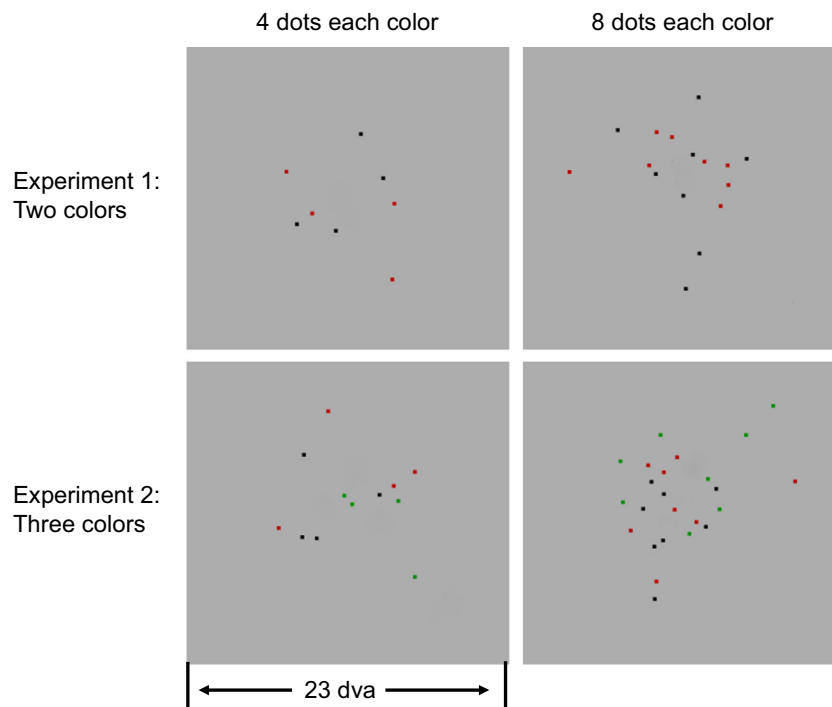 4 dots each color
8 dots each color
Experiment 1:
Two colors
Experiment 2:
Three colors
23 dva